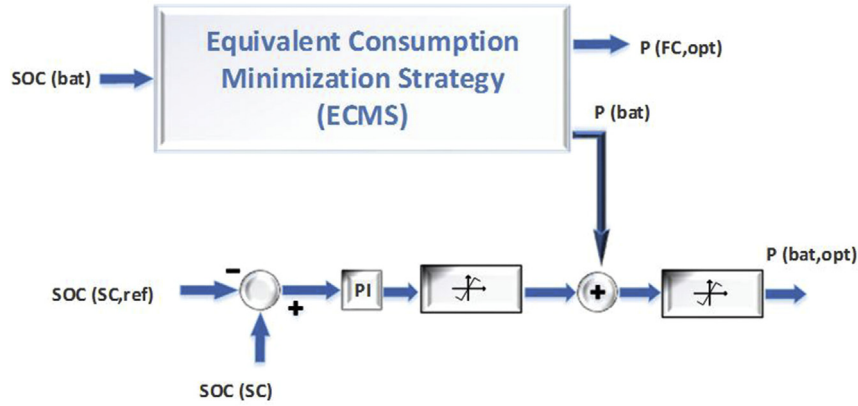 Equivalent Consumption
Minimization Strategy
(ECMS)
SOC (bat)
P (FC,opt)
P (bat)
P (bat,opt)
-
SOC (SC,ref)
+
PI
+
SOC (SC)